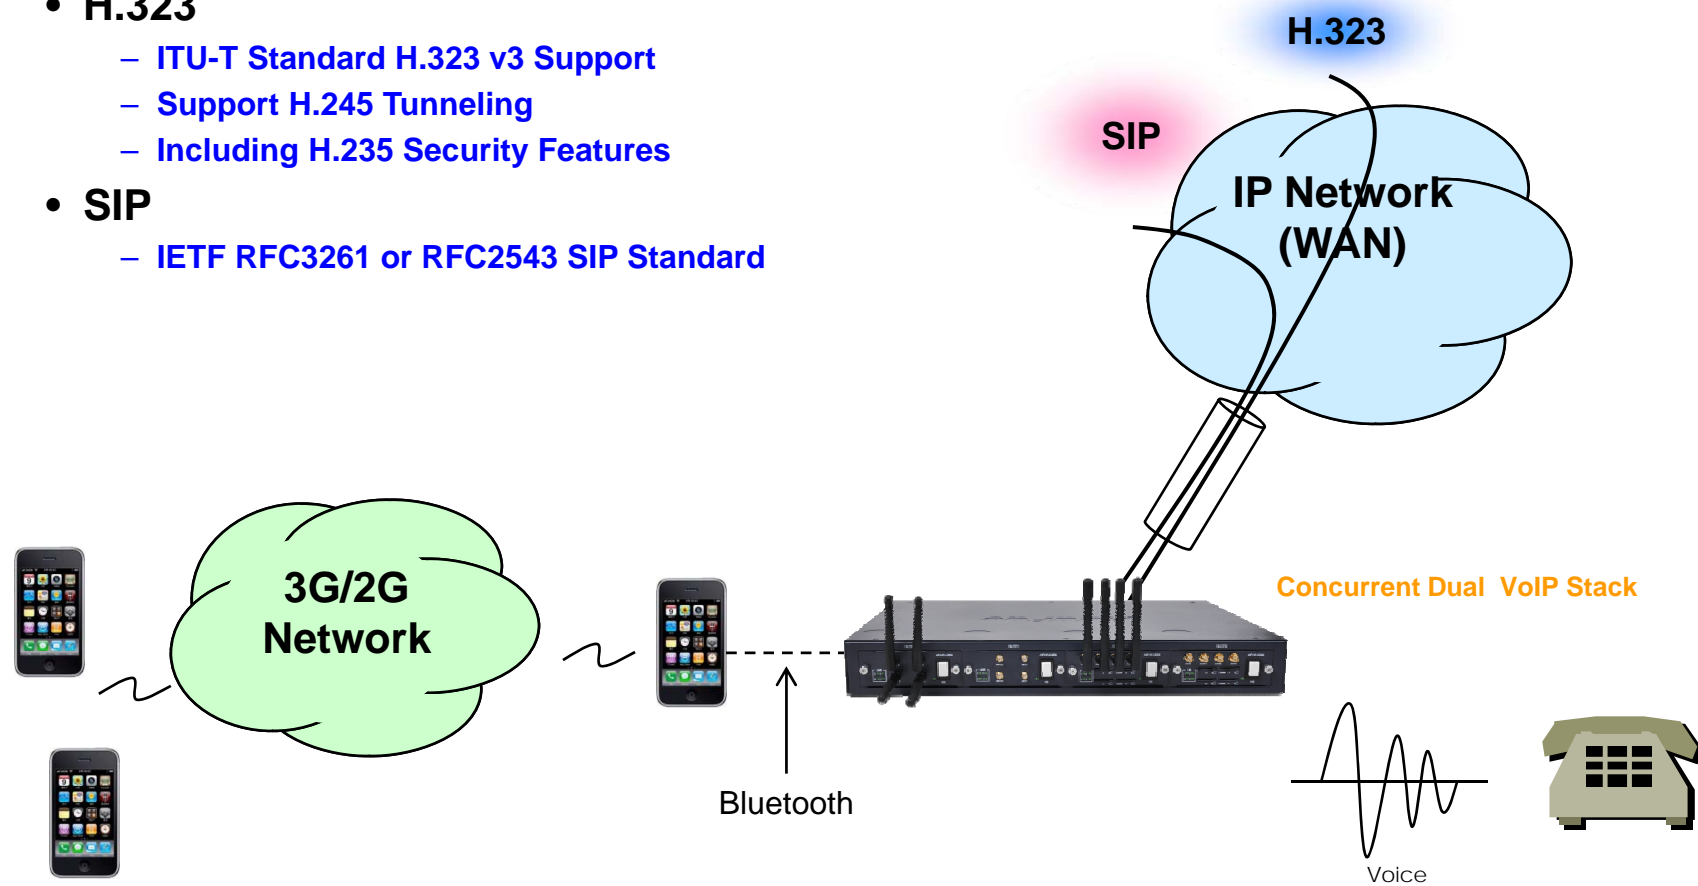 • H.323
– ITU-T Standard H.323 v3 Support
– Support H.245 Tunneling
– Including H.235 Security Features
• SIP
– IETF RFC3261 or RFC2543 SIP Standard
H.323
SIP
IP Network
(WAN)
3G/2G
Network
Concurrent Dual VoIP Stack
Bluetooth
Voice